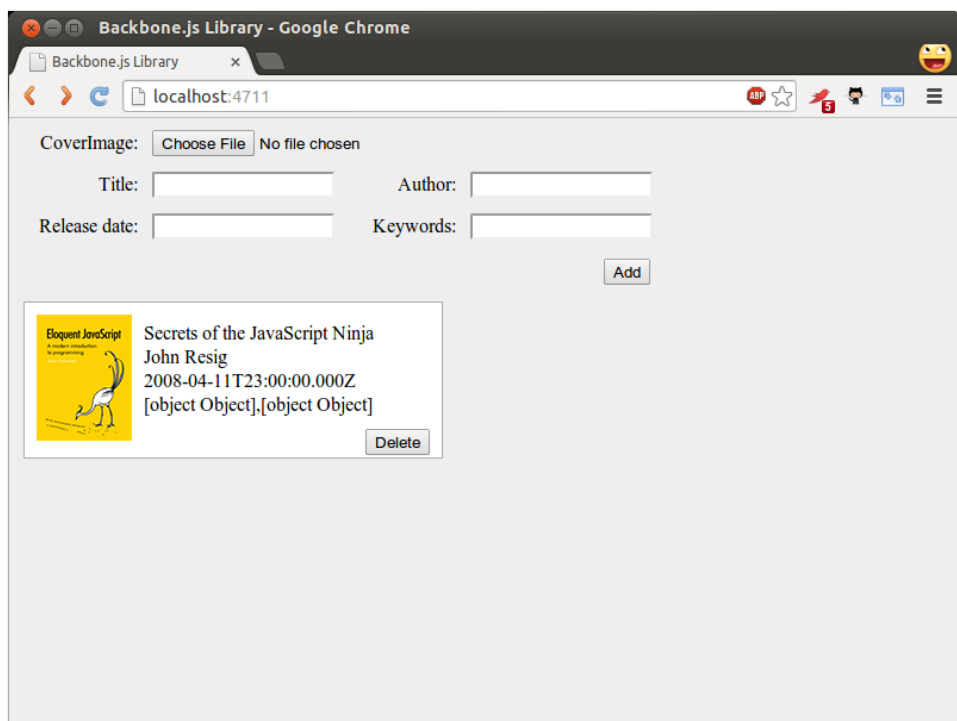 Backbone.js Library - Google Chrome
Backbone.js Library ×
localhost:4711
ABP
5
CoverImage: Choose File No file chosen
Title: Author:
Release date: Keywords:
Add
Eloquent JavaScript
A modern introduction
to programming
Secrets of the JavaScript Ninja
John Resig
2008-04-11T23:00:00.000Z
[object Object],[object Object]
Delete